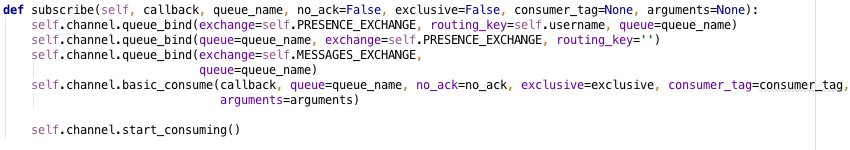 def subscribe(self, callback, queue_name, no_ack=False, exclusive=False, consumer_tag=None, arguments=None):
    self.channel.queue_bind(exchange=self.PRESENCE_EXCHANGE, routing_key=self.username, queue=queue_name)
    self.channel.queue_bind(queue=queue_name, exchange=self.PRESENCE_EXCHANGE, routing_key='')
    self.channel.queue_bind(exchange=self.MESSAGES_EXCHANGE,
                            queue=queue_name)
    self.channel.basic_consume(callback, queue=queue_name, no_ack=no_ack, exclusive=exclusive, consumer_tag=consumer_tag,
                               arguments=arguments)
    self.channel.start_consuming()